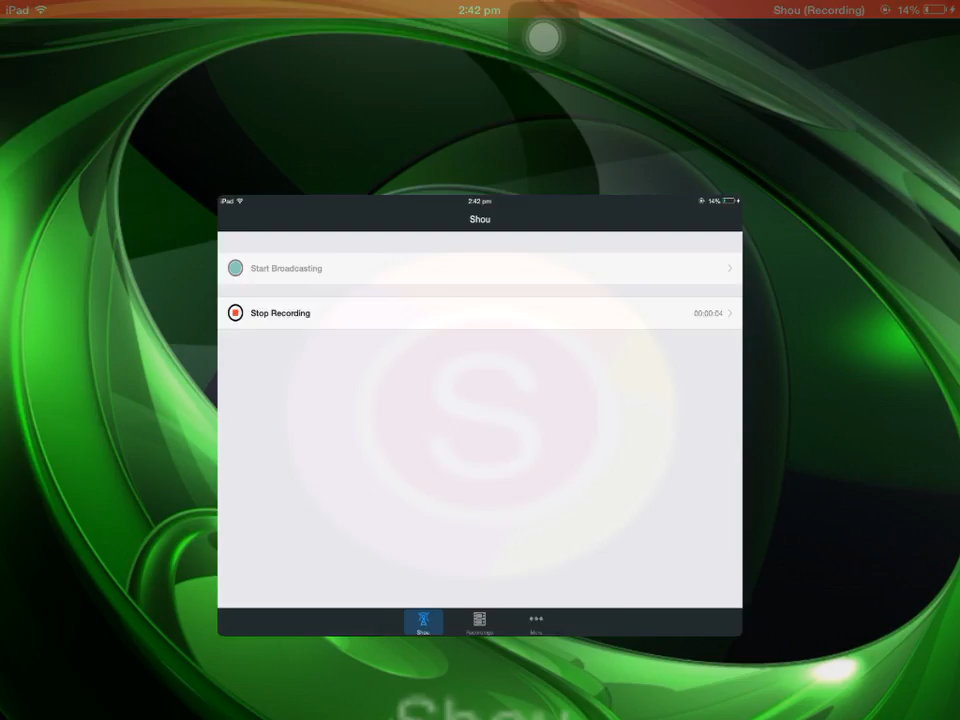 iPad 2:42 pm Shou (Recording) 14%
iPad 2:42 pm 14%
Shou
Start Broadcasting
Stop Recording 00:00:04
S
Shou Recordings More
Shou